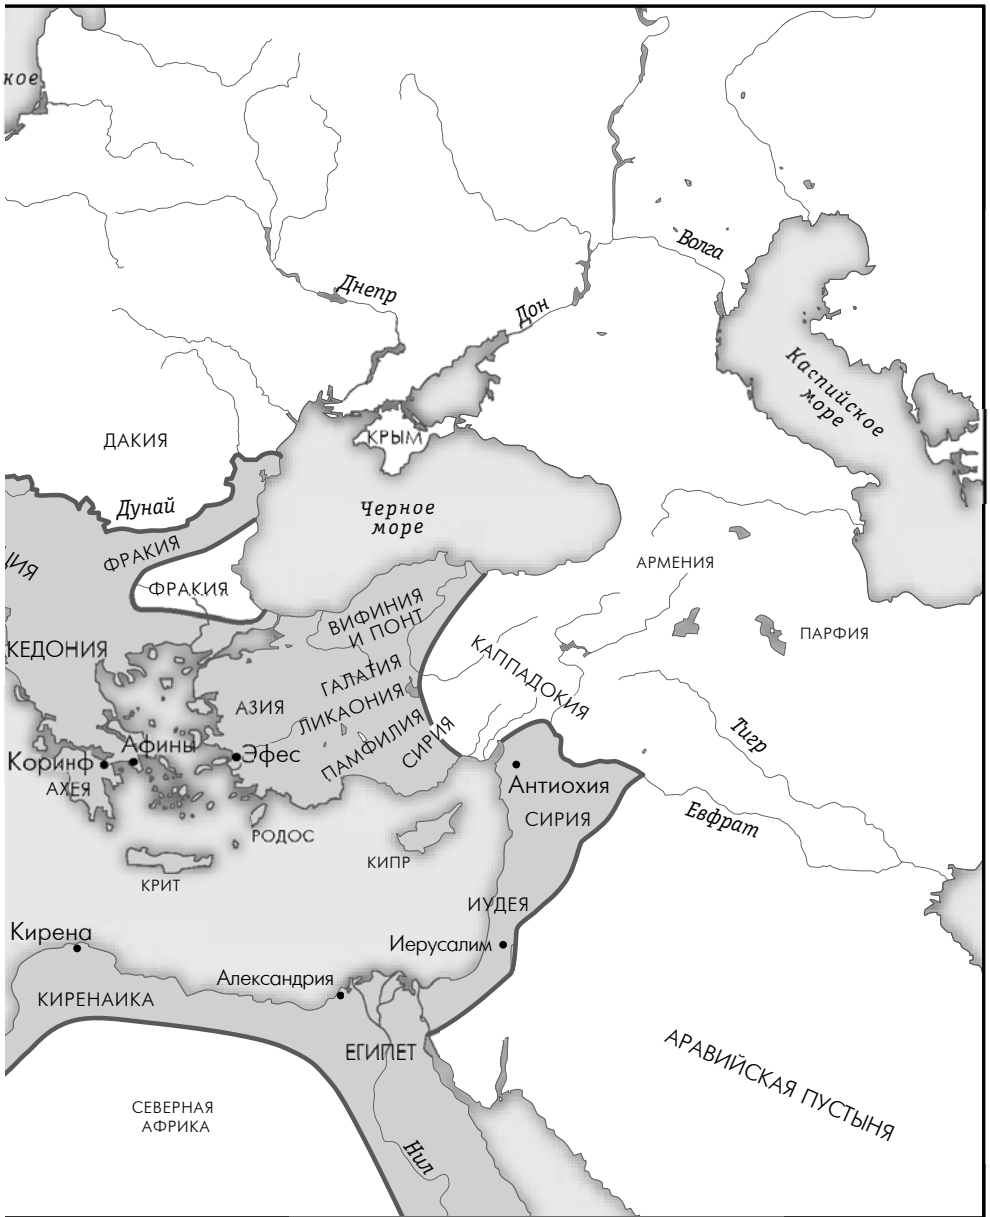 кое
Волга
Днепр
Дон
Каспийское
море
ДАКИЯ
КРЫМ
Дунай
Черное
море
ФРАКИЯ
ЦИЯ
АРМЕНИЯ
ФРАКИЯ
ВИФИНИЯ
И ПОНТ
ПАРФИЯ
КЕДОНИЯ
КАППАДОКИЯ
ГАЛАТИЯ
АЗИЯ
ЛИКАОНИЯ
ПАМФИЛИЯ
СИРИЯ
Тигр
Афины
Эфес
Коринф
АХЕЯ
Антиохия
СИРИЯ
Евфрат
РОДОС
КИПР
КРИТ
ИУДЕЯ
Кирена
Иерусалим
Александрия
КИРЕНАИКА
ЕГИПЕТ
АРАВИЙСКАЯ ПУСТЫНЯ
СЕВЕРНАЯ
АФРИКА
Нил